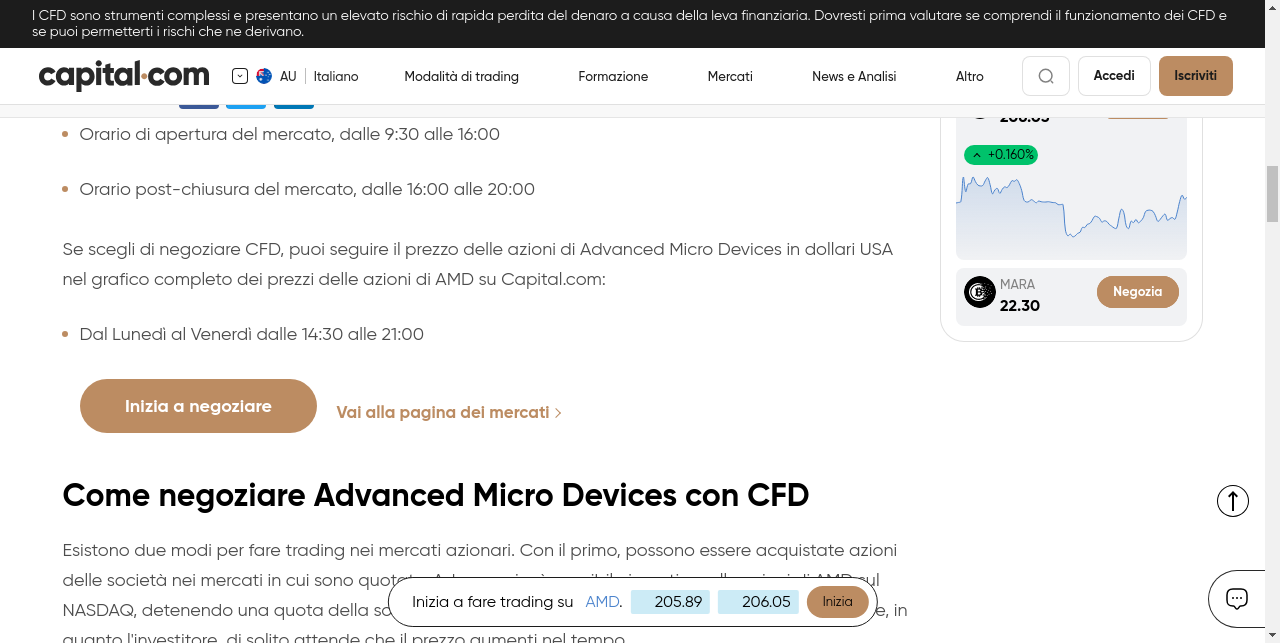 I CFD sono strumenti complessi e presentano un elevato rischio di rapida perdita del denaro a causa della leva finanziaria. Dovresti prima valutare se comprendi il funzionamento dei CFD e
se puoi permetterti i rischi che ne derivano.
capital.com
AU
Italiano
Modalità di trading
Formazione
Mercati
News e Analisi
Altro
Accedi
Iscriviti
Orario di apertura del mercato, dalle 9:30 alle 16:00
Orario post-chiusura del mercato, dalle 16:00 alle 20:00
Se scegli di negoziare CFD, puoi seguire il prezzo delle azioni di Advanced Micro Devices in dollari USA
nel grafico completo dei prezzi delle azioni di AMD su Capital.com:
Dal Lunedì al Venerdì dalle 14:30 alle 21:00
Inizia a negoziare
Vai alla pagina dei mercati
206.05
+0.160%
MARA
22.30
Negozia
Come negoziare Advanced Micro Devices con CFD
Esistono due modi per fare trading nei mercati azionari. Con il primo, possono essere acquistate azioni
delle società nei mercati in cui sono
NASDAQ, detenendo una quota della
quanto l'investitore, di solito attende che il prezzo aumenti nel tempo.
Inizia a fare trading su AMD. 205.89 206.05 Inizia